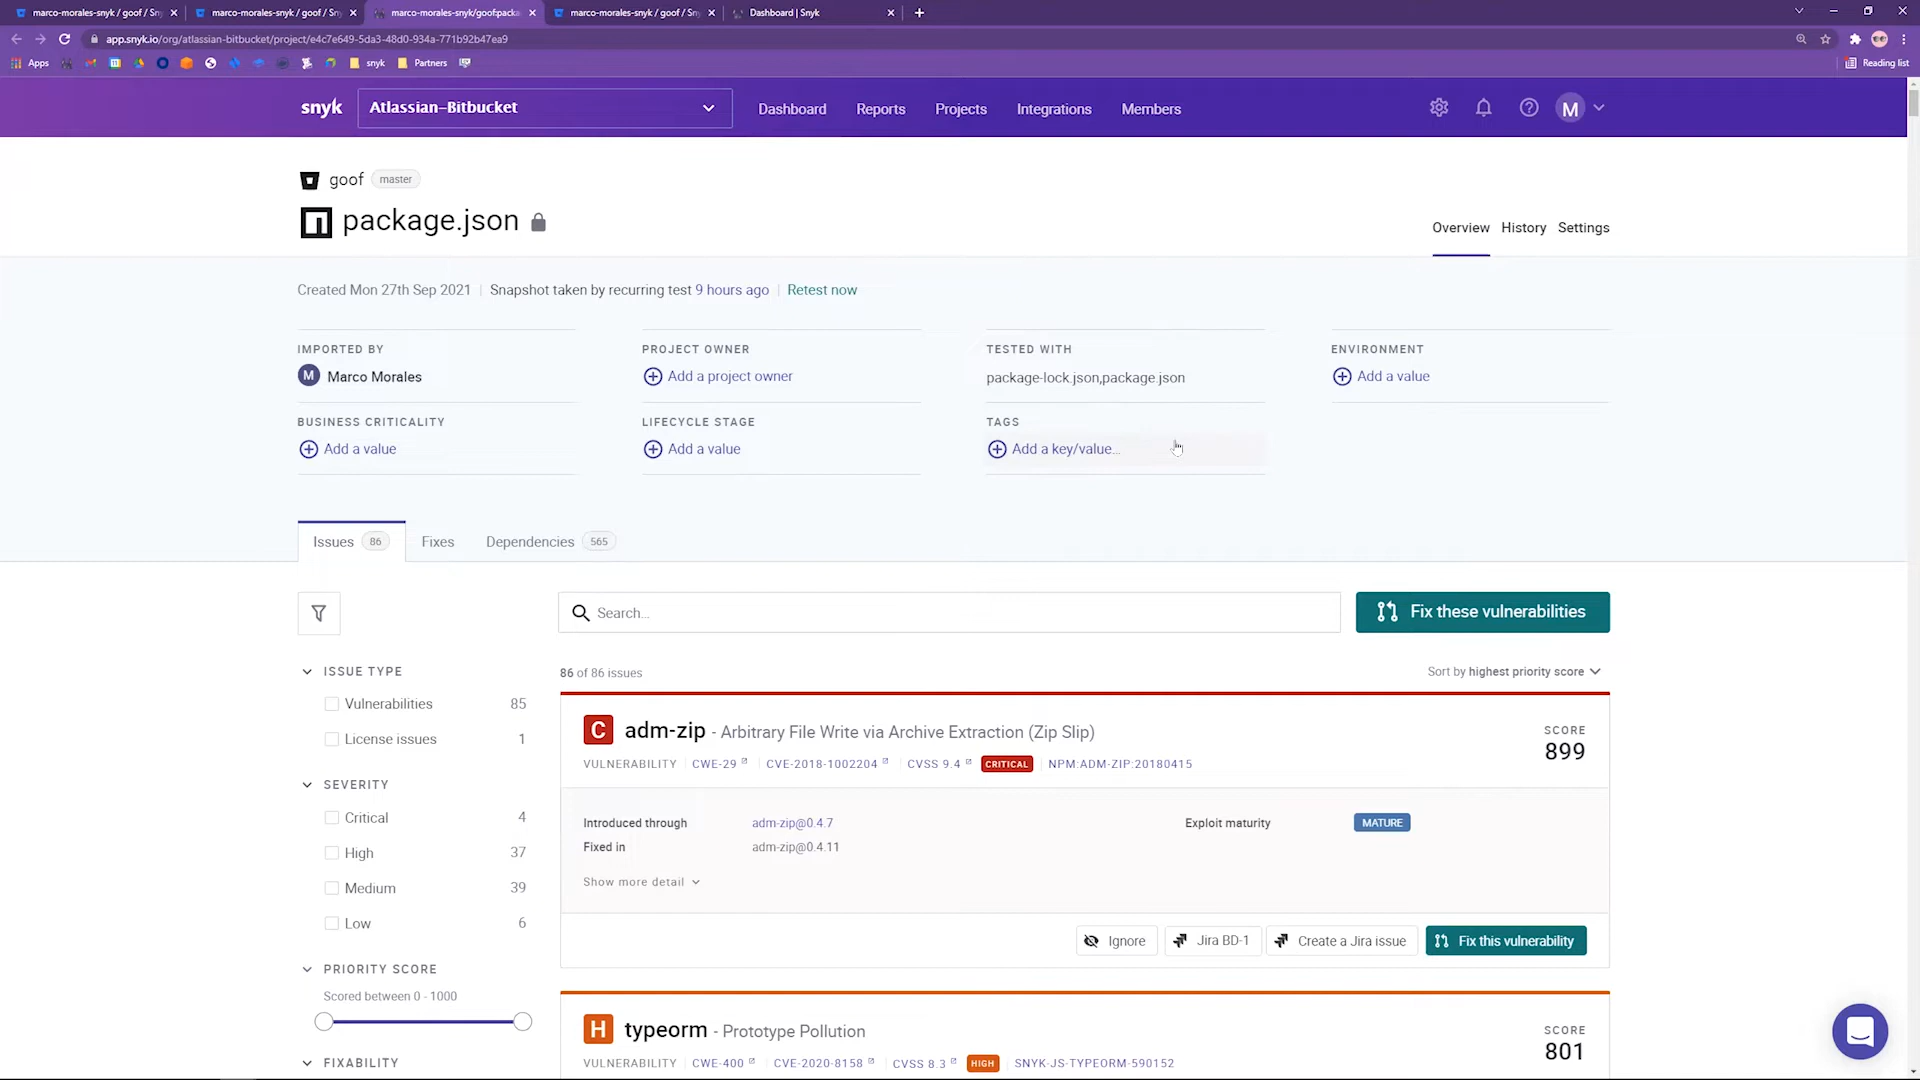 marco-morales-snyk / goof / Sny
marco-morales-snyk / goof / Sny
marco-morales-snyk/goof:packa
marco-morales-snyk / goof / Sny
Dashboard | Snyk
app.snyk.io/org/atlassian-bitbucket/project/e4c7e649-5da3-48d0-934a-771b92b47ea9
Apps
snyk
Partners
Reading list
snyk
Atlassian-Bitbucket
Dashboard
Reports
Projects
Integrations
Members
M
goof
master
package.json
Overview
History
Settings
Created Mon 27th Sep 2021 | Snapshot taken by recurring test 9 hours ago | Retest now
IMPORTED BY
M Marco Morales
PROJECT OWNER
Add a project owner
TESTED WITH
package-lock.json,package.json
ENVIRONMENT
Add a value
BUSINESS CRITICALITY
Add a value
LIFECYCLE STAGE
Add a value
TAGS
Add a key/value...
Issues 86
Fixes
Dependencies 565
Search...
Fix these vulnerabilities
ISSUE TYPE
Vulnerabilities 85
License issues 1
SEVERITY
Critical 4
High 37
Medium 39
Low 6
PRIORITY SCORE
Scored between 0 - 1000
FIXABILITY
86 of 86 issues
Sort by highest priority score
C adm-zip - Arbitrary File Write via Archive Extraction (Zip Slip)
VULNERABILITY | CWE-29 | CVE-2018-1002204 | CVSS 9.4 CRITICAL | NPM:ADM-ZIP:20180415
SCORE
899
Introduced through adm-zip@0.4.7
Fixed in adm-zip@0.4.11
Exploit maturity MATURE
Show more detail
Ignore
Jira BD-1
Create a Jira issue
Fix this vulnerability
H typeorm - Prototype Pollution
VULNERABILITY | CWE-400 | CVE-2020-8158 | CVSS 8.3 HIGH | SNYK-JS-TYPEORM-590152
SCORE
801